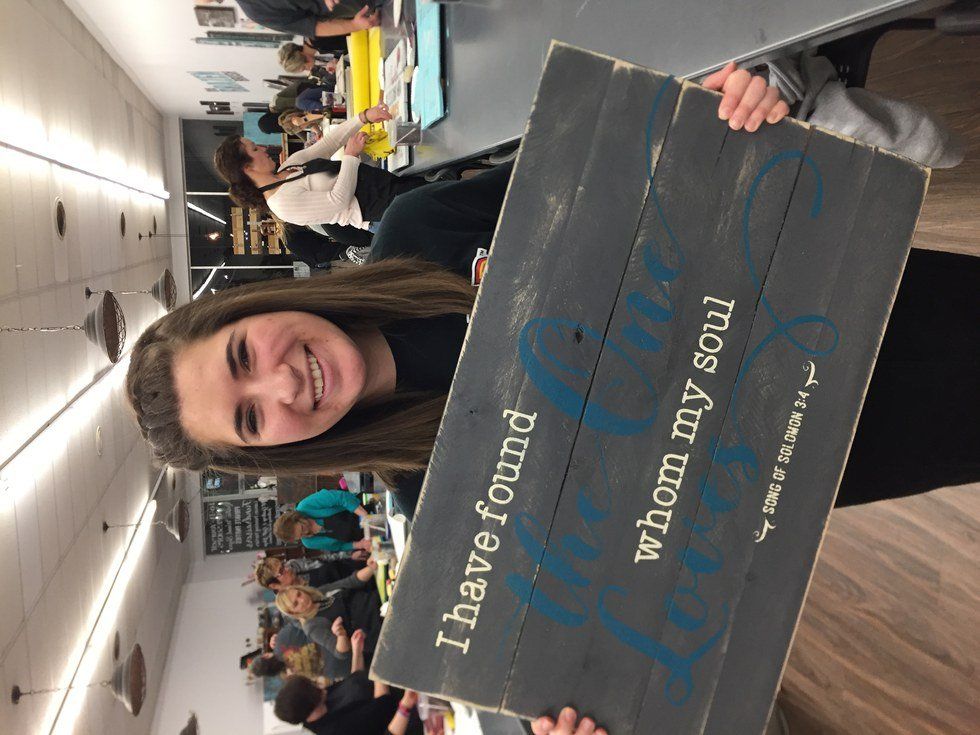 I have found
the One
whom my soul
Loves
SONG OF SOLOMON 3:4